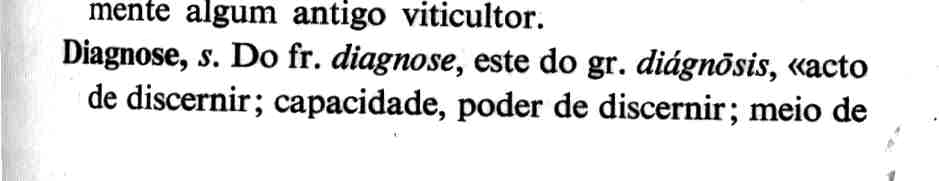 mente algum antigo viticultor.
Diagnose, s. Do fr. diagnose, este do gr. diágnōsis, «acto
de discernir; capacidade, poder de discernir; meio de